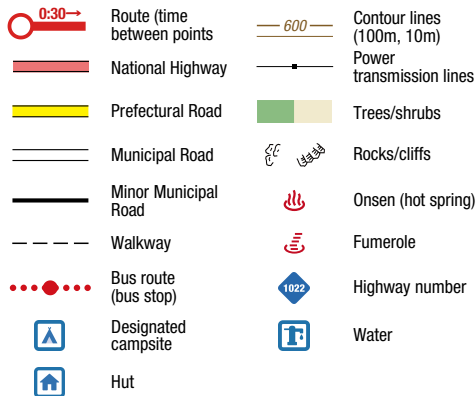 0:30→
Route (time
between points
National Highway
Prefectural Road
Municipal Road
Minor Municipal
Road
Walkway
Bus route
(bus stop)
Designated
campsite
Hut
600
Contour lines
(100m, 10m)
Power
transmission lines
Trees/shrubs
Rocks/cliffs
Onsen (hot spring)
Fumerole
1022
Highway number
Water